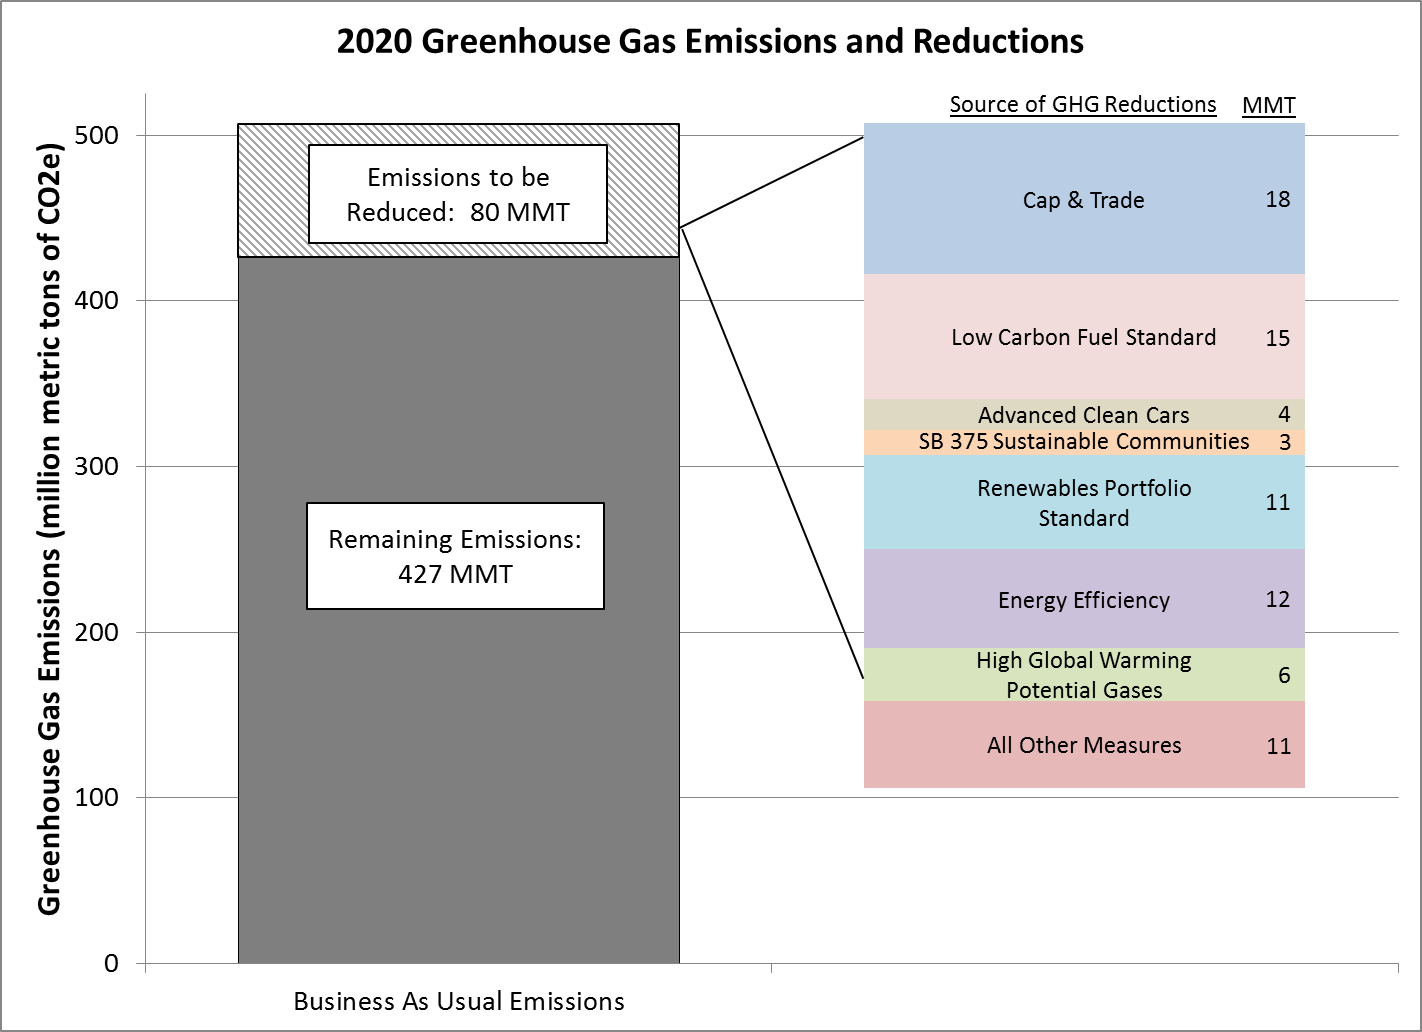 2020 Greenhouse Gas Emissions and Reductions
Greenhouse Gas Emissions (million metric tons of CO2e)
500
400
300
200
100
0
Emissions to be
Reduced: 80 MMT
Remaining Emissions:
427 MMT
Business As Usual Emissions
Source of GHG Reductions MMT
Cap & Trade 18
Low Carbon Fuel Standard 15
Advanced Clean Cars 4
SB 375 Sustainable Communities 3
Renewables Portfolio
Standard 11
Energy Efficiency 12
High Global Warming
Potential Gases 6
All Other Measures 11